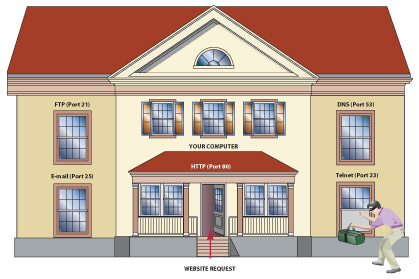 FTP (Port 21)
DNS (Port 53)
YOUR COMPUTER
HTTP (Port 80)
E-mail (Port 25)
Telnet (Port 23)
WEBSITE REQUEST